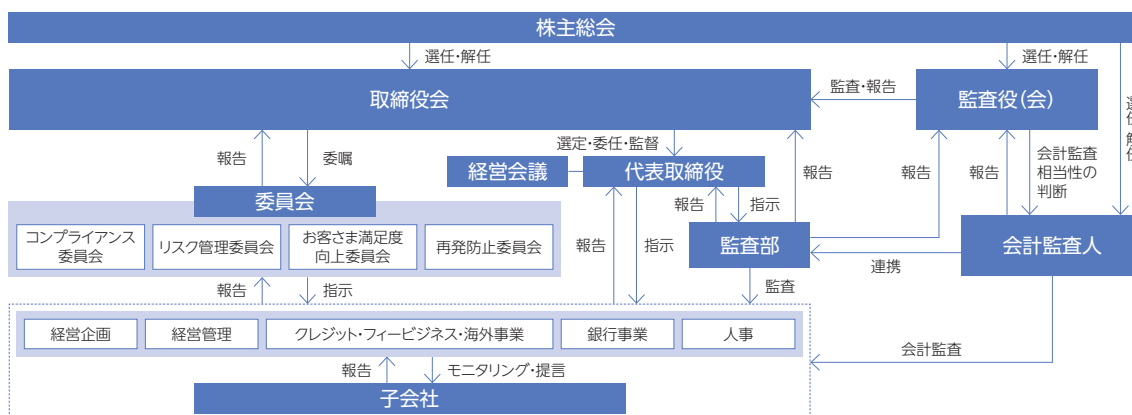 株主総会
選任・解任
選任・解任
選任・解任
取締役会
監査・報告
監査役(会)
報告
委嘱
選定・委任・監督
経営会議
代表取締役
報告
報告
報告
会計監査
相当性の
判断
委員会
報告
指示
コンプライアンス
委員会
リスク管理委員会
お客さま満足度
向上委員会
再発防止委員会
報告
指示
監査部
連携
会計監査人
報告
指示
監査
経営企画
経営管理
クレジット・フィービジネス・海外事業
銀行事業
人事
会計監査
報告
モニタリング・提言
子会社